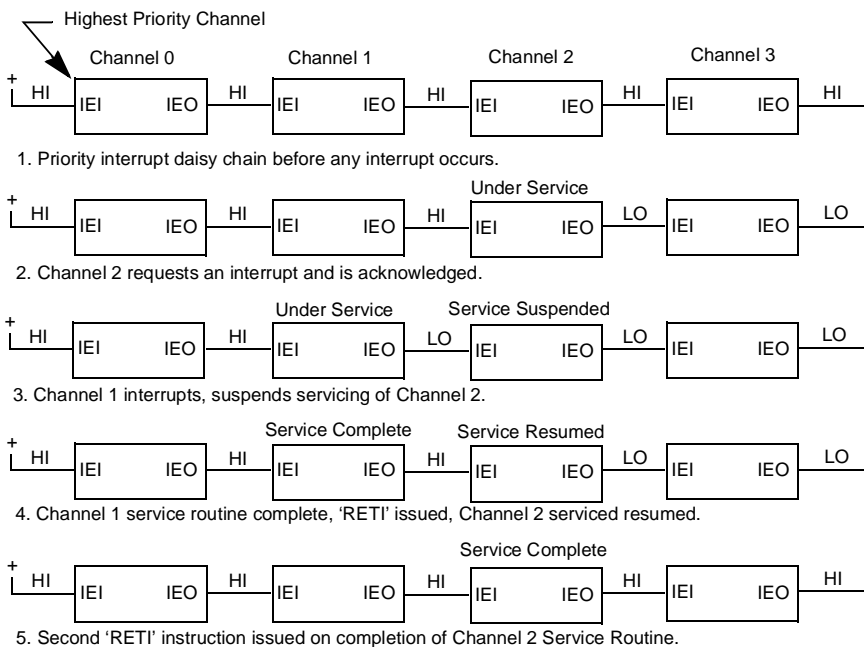 Highest Priority Channel
Channel 0 Channel 1 Channel 2 Channel 3
+ HI IEI IEO HI IEI IEO HI IEI IEO HI IEI IEO HI
1. Priority interrupt daisy chain before any interrupt occurs.
Under Service
+ HI IEI IEO HI IEI IEO HI IEI IEO LO IEI IEO LO
2. Channel 2 requests an interrupt and is acknowledged.
Under Service Service Suspended
+ HI IEI IEO HI IEI IEO LO IEI IEO LO IEI IEO LO
3. Channel 1 interrupts, suspends servicing of Channel 2.
Service Complete Service Resumed
+ HI IEI IEO HI IEI IEO HI IEI IEO LO IEI IEO LO
4. Channel 1 service routine complete, ‘RETI’ issued, Channel 2 serviced resumed.
Service Complete
+ HI IEI IEO HI IEI IEO HI IEI IEO HI IEI IEO HI
5. Second ‘RETI’ instruction issued on completion of Channel 2 Service Routine.